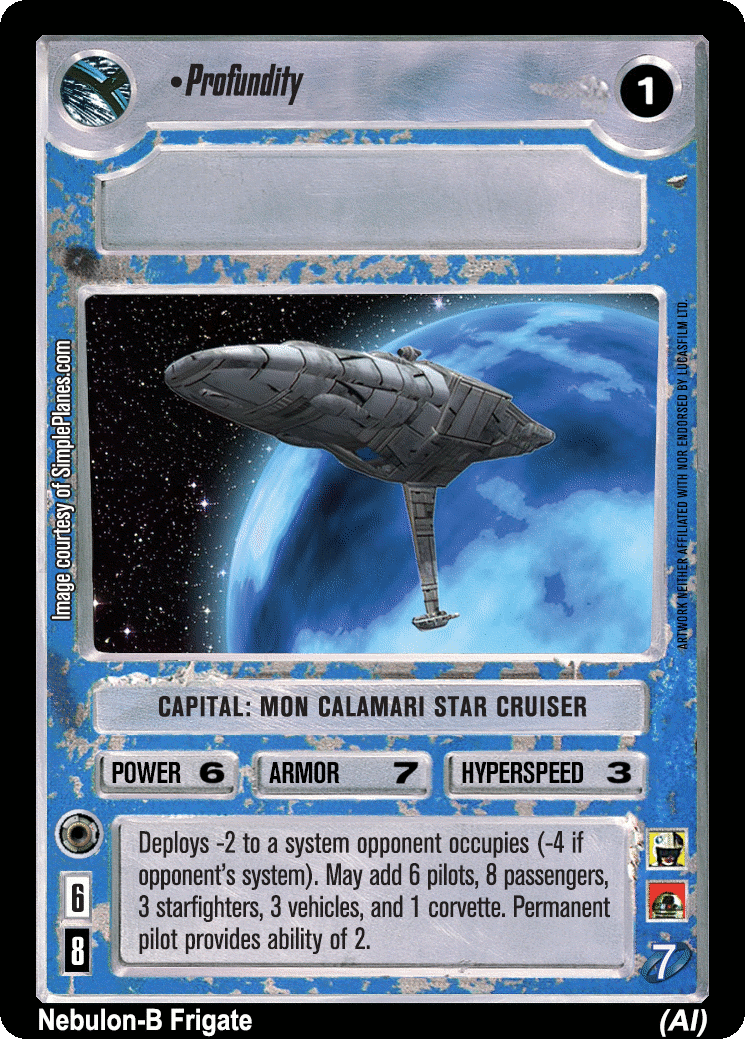 •Profundity
1
Image courtesy of SimplePlanes.com
ARTWORK NEITHER AFFILIATED WITH NOR ENDORSED BY LUCASFILM LTD.
CAPITAL: MON CALAMARI STAR CRUISER
POWER 6 ARMOR 7 HYPERSPEED 3
Deploys -2 to a system opponent occupies (-4 if
opponent's system). May add 6 pilots, 8 passengers,
3 starfighters, 3 vehicles, and 1 corvette. Permanent
pilot provides ability of 2.
6
8
7
Nebulon-B Frigate (AI)